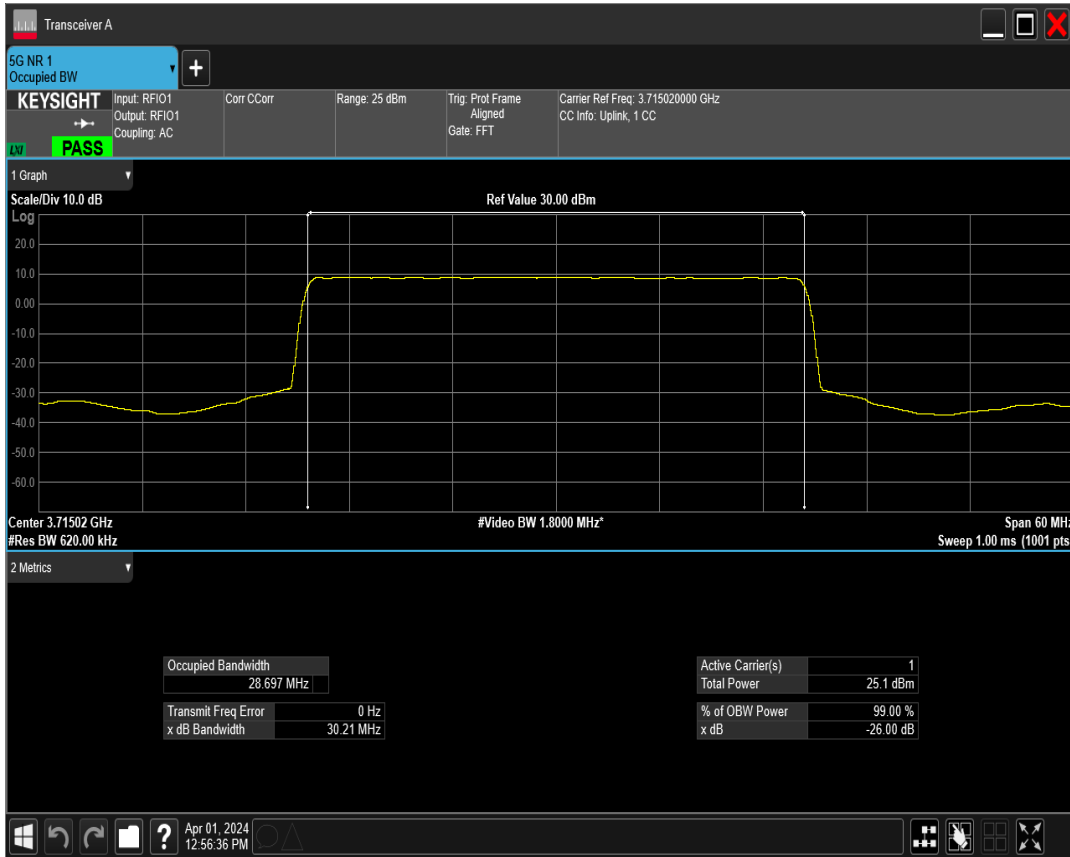 Transceiver A
5G NR 1
Occupied BW
+
KEYSIGHT
LXI
PASS
Input: RFIO1
Output: RFIO1
Coupling: AC
Corr CCorr
Range: 25 dBm
Trig: Prot Frame
Aligned
Gate: FFT
Carrier Ref Freq: 3.715020000 GHz
CC Info: Uplink, 1 CC
1 Graph
Scale/Div 10.0 dB
Ref Value 30.00 dBm
Log
20.0
10.0
0.00
-10.0
-20.0
-30.0
-40.0
-50.0
-60.0
Center 3.71502 GHz
#Video BW 1.8000 MHz*
Span 60 MHz
#Res BW 620.00 kHz
Sweep 1.00 ms (1001 pts
2 Metrics
Occupied Bandwidth
28.697 MHz
Transmit Freq Error 0 Hz
x dB Bandwidth 30.21 MHz
Active Carrier(s) 1
Total Power 25.1 dBm
% of OBW Power 99.00 %
x dB -26.00 dB
?
Apr 01, 2024
12:56:36 PM